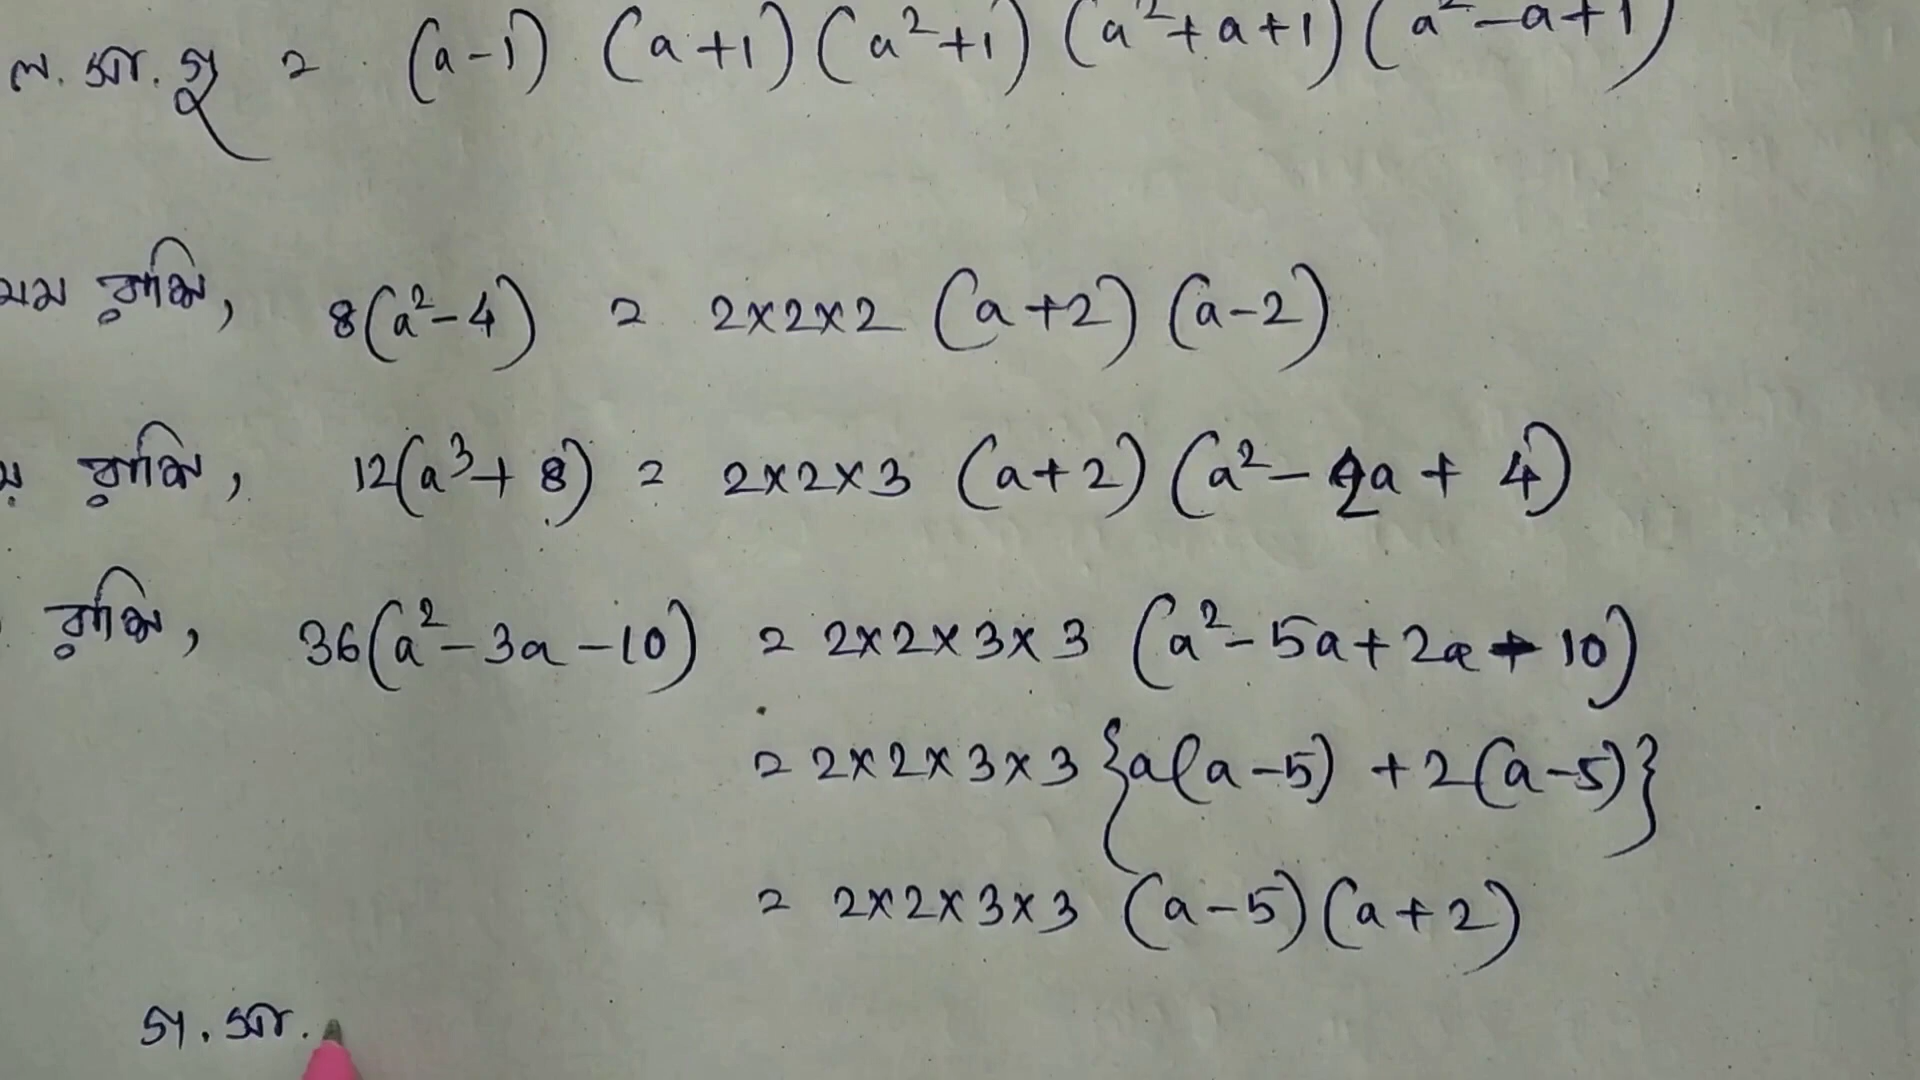 ল.সা.গু = (a-1) (a+1) (a²+1) (a²+a+1) (a²-a+1)
রাশি, 8(a²-4) = 2×2×2 (a+2) (a-2)
রাশি, 12(a³+8) = 2×2×3 (a+2) (a²-2a+4)
রাশি, 36(a²-3a-10) = 2×2×3×3 (a²-5a+2a-10)
= 2×2×3×3 {a(a-5) +2(a-5)}
= 2×2×3×3 (a-5)(a+2)
গ.সা.